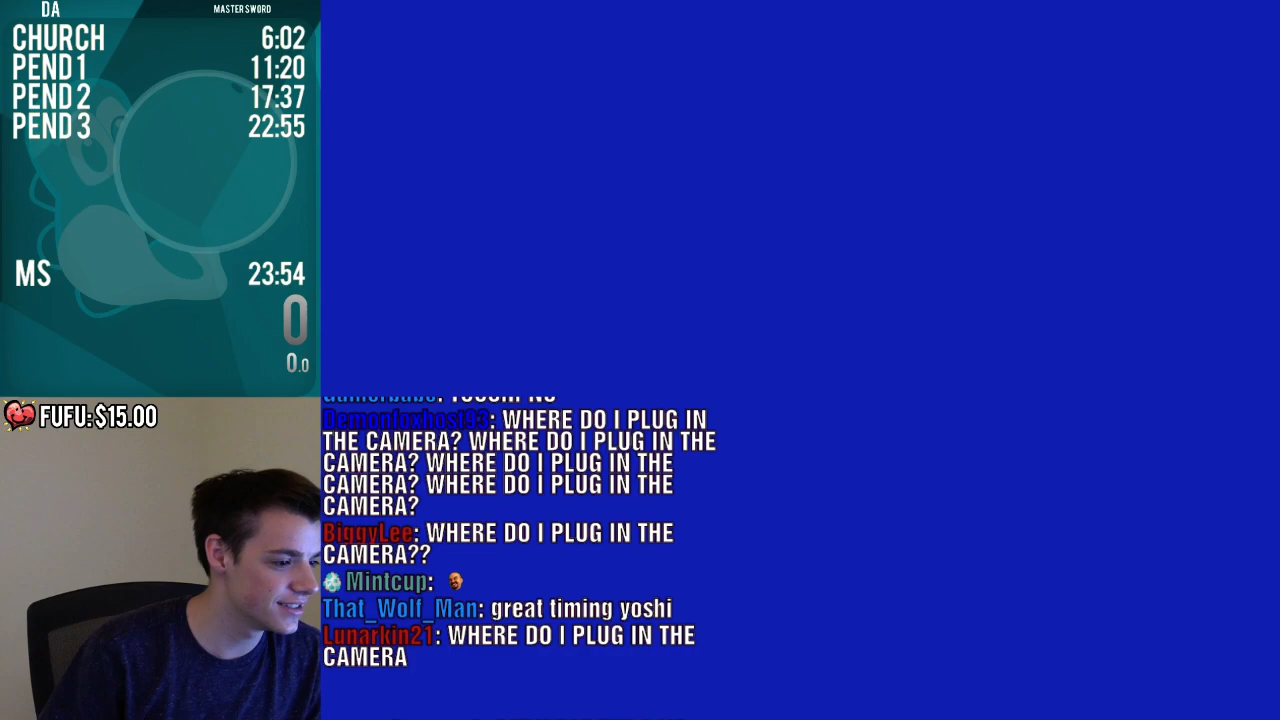 DA MASTER SWORD
CHURCH 6:02
PEND 1 11:20
PEND 2 17:37
PEND 3 22:55
MS 23:54
0
0.0
FUFU: $15.00
Demonfoxhost93: WHERE DO I PLUG IN
THE CAMERA? WHERE DO I PLUG IN THE
CAMERA? WHERE DO I PLUG IN THE
CAMERA? WHERE DO I PLUG IN THE
CAMERA?
BiggyLee: WHERE DO I PLUG IN THE
CAMERA??
Mintcup:
That_Wolf_Man: great timing yoshi
Lunarkin21: WHERE DO I PLUG IN THE
CAMERA